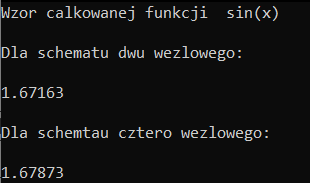 Wzor calkowanej funkcji  sin(x)
Dla schematu dwu wezlowego:
1.67163
Dla schemtau cztero wezlowego:
1.67873